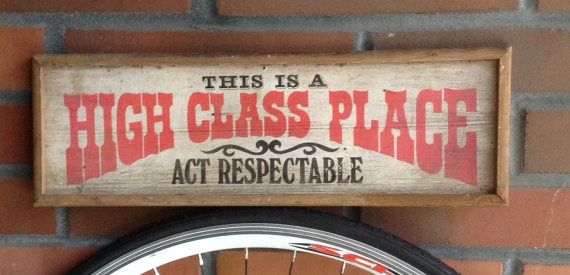 THIS IS A
HIGH CLASS PLACE
ACT RESPECTABLE